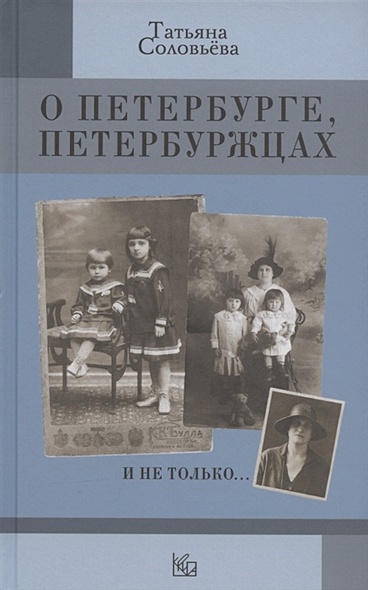 Татьяна
Соловьёва
О ПЕТЕРБУРГЕ,
ПЕТЕРБУРЖЦАХ
К.К. БУЛЛА
И НЕ ТОЛЬКО...